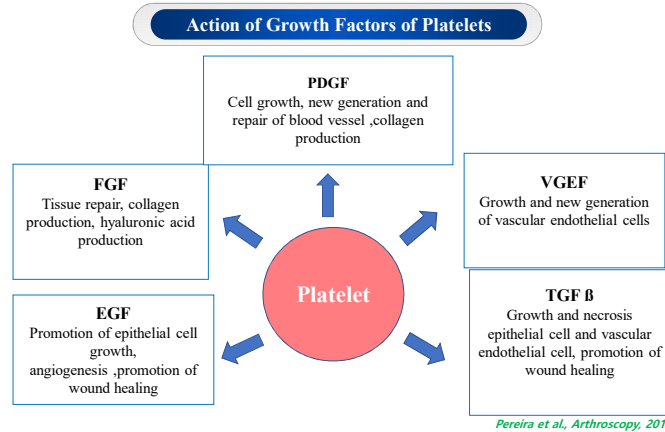 Action of Growth Factors of Platelets
PDGF
Cell growth, new generation and
repair of blood vessel ,collagen
production
FGF
Tissue repair, collagen
production, hyaluronic acid
production
VGEF
Growth and new generation
of vascular endothelial cells
Platelet
EGF
Promotion of epithelial cell
growth,
angiogenesis ,promotion of
wound healing
TGF ß
Growth and necrosis
epithelial cell and vascular
endothelial cell, promotion of
wound healing
Pereira et al., Arthroscopy,